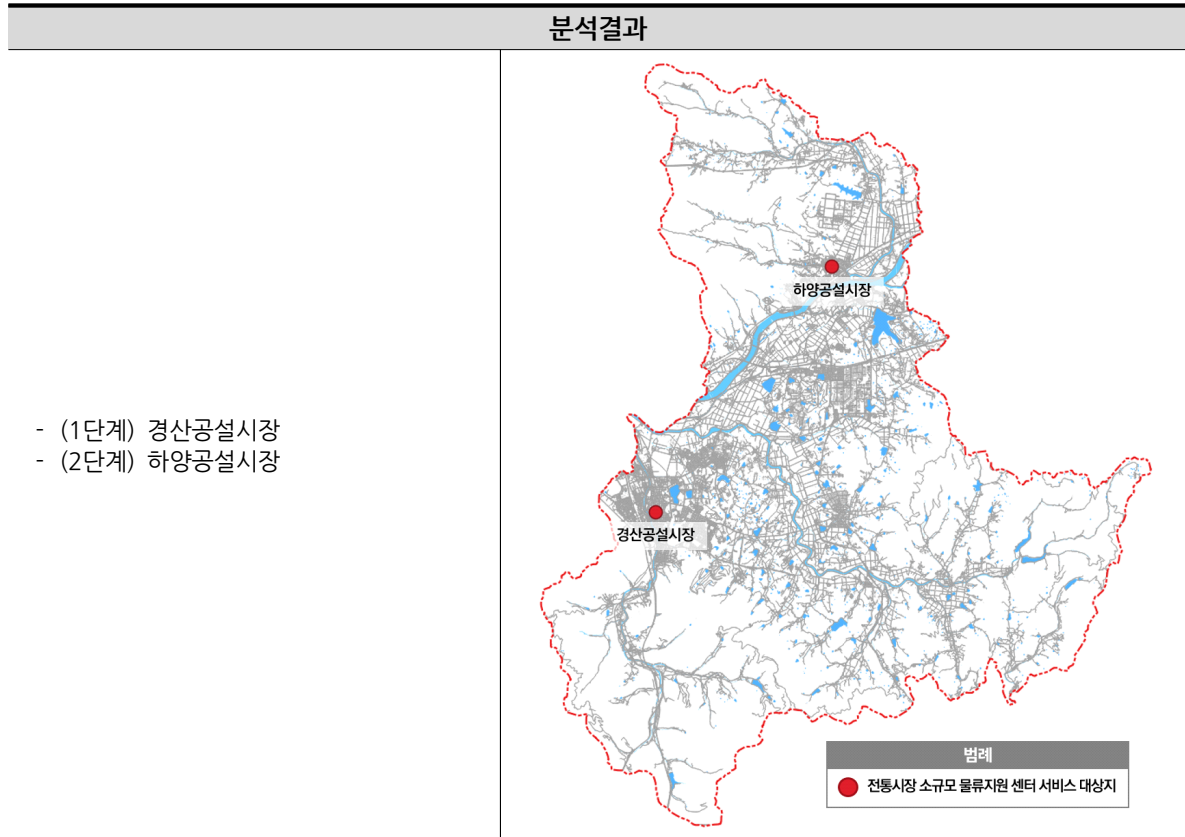 분석결과
- (1단계) 경산공설시장
- (2단계) 하양공설시장
하양공설시장
경산공설시장
범례
전통시장 소규모 물류지원 센터 서비스 대상지